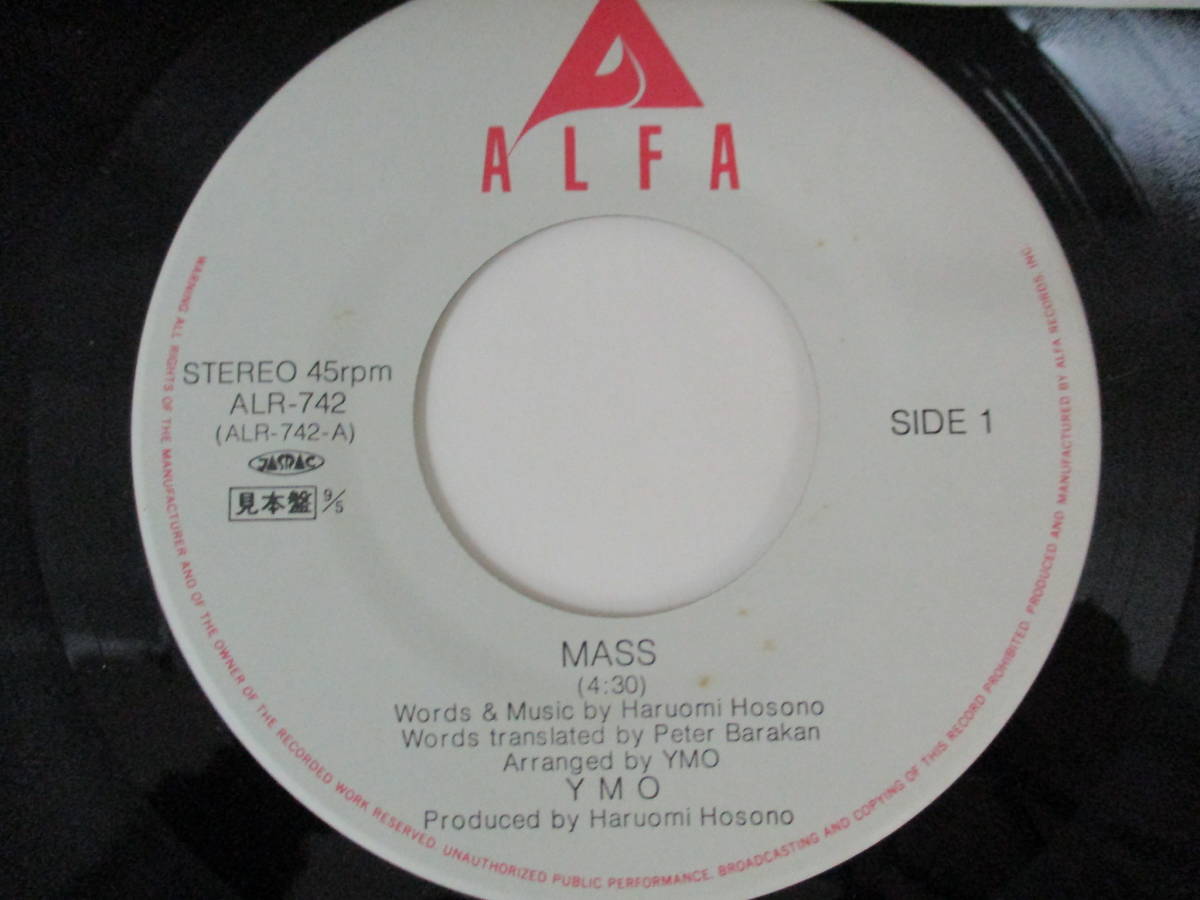 ALFA
STEREO 45rpm
ALR-742
(ALR-742-A)
JASRAC
見本盤 9/5
SIDE 1
MASS
(4:30)
Words & Music by Haruomi Hosono
Words translated by Peter Barakan
Arranged by YMO
Y M O
Produced by Haruomi Hosono
WARNING ALL RIGHTS OF THE MANUFACTURER AND OF THE OWNER OF THE RECORDED WORK RESERVED. UNAUTHORIZED PUBLIC PERFORMANCE, BROADCASTING AND COPYING OF THIS RECORD PROHIBITED. PRODUCED AND MANUFACTURED BY ALFA RECORDS, INC.